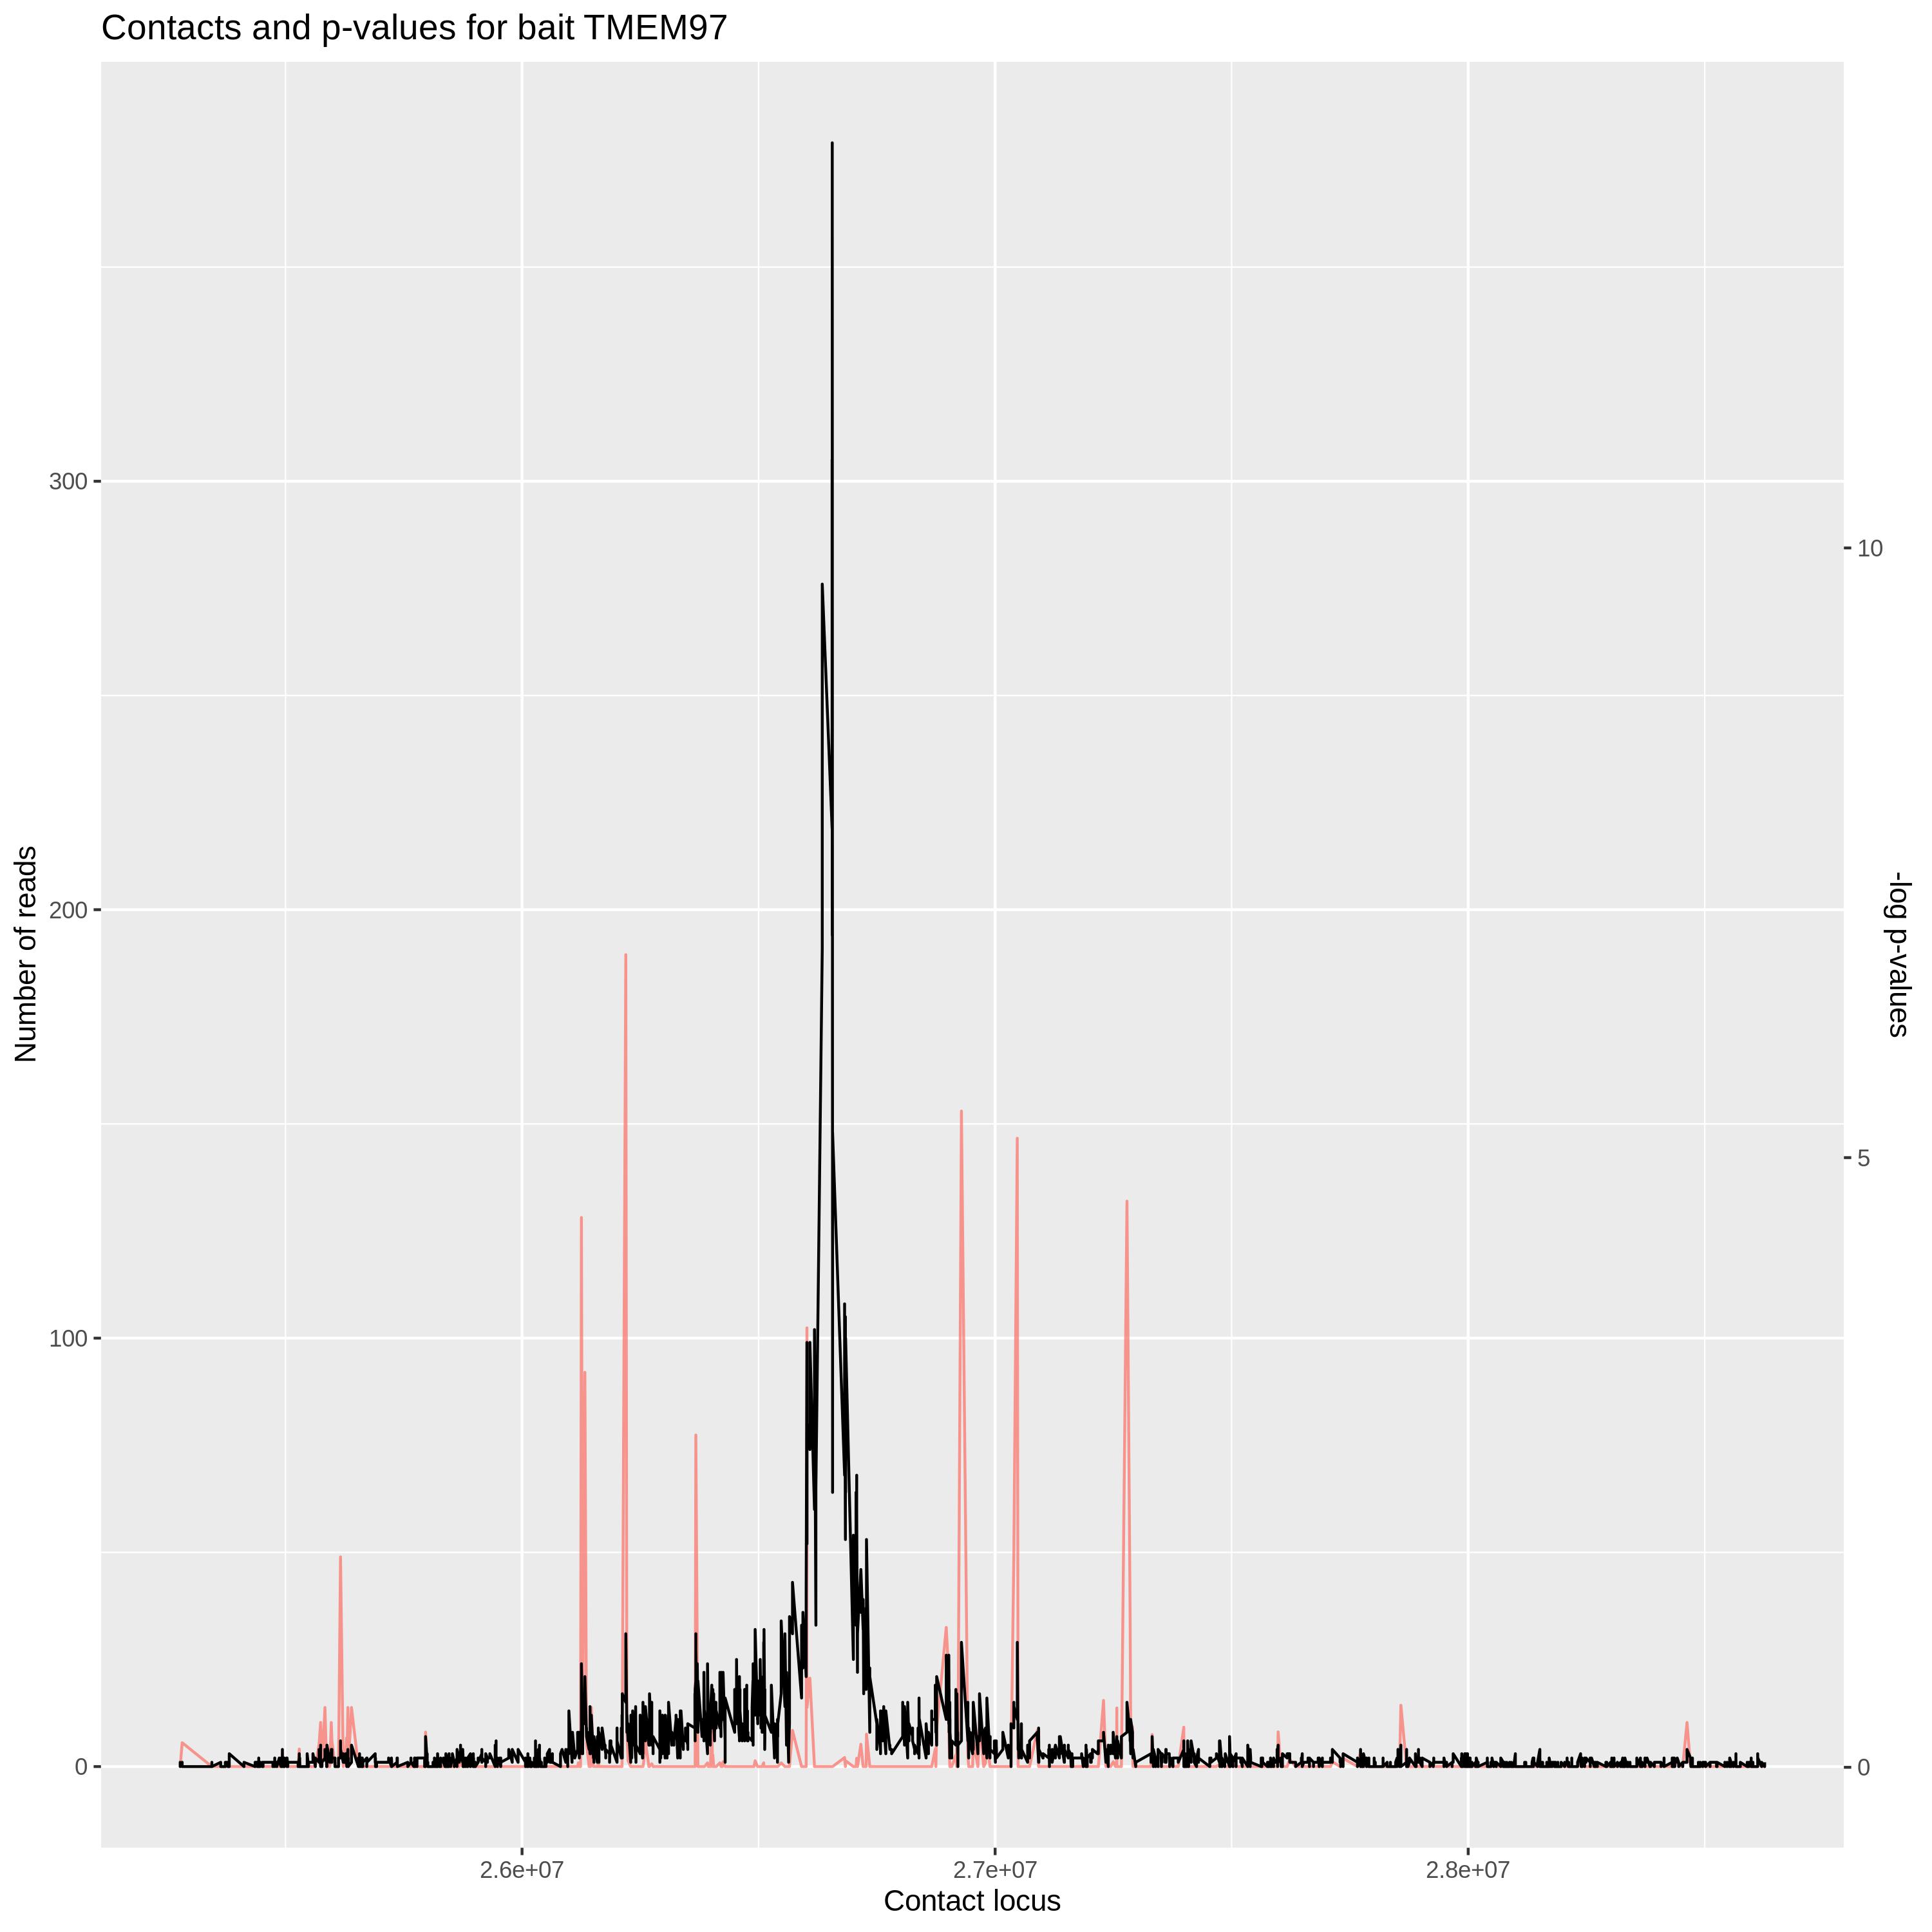 Contacts and p-values for bait TMEM97
300
200
100
0
Number of reads
10
5
0
-log p-values
2.6e+07
2.7e+07
2.8e+07
Contact locus